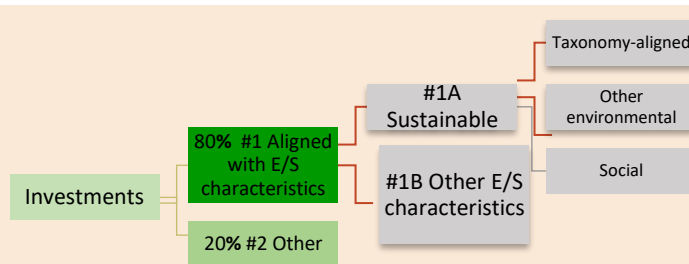 Investments
80% #1 Aligned
with E/S
characteristics
20% #2 Other
#1A
Sustainable
#1B Other E/S
characteristics
Taxonomy-aligned
Other
environmental
Social